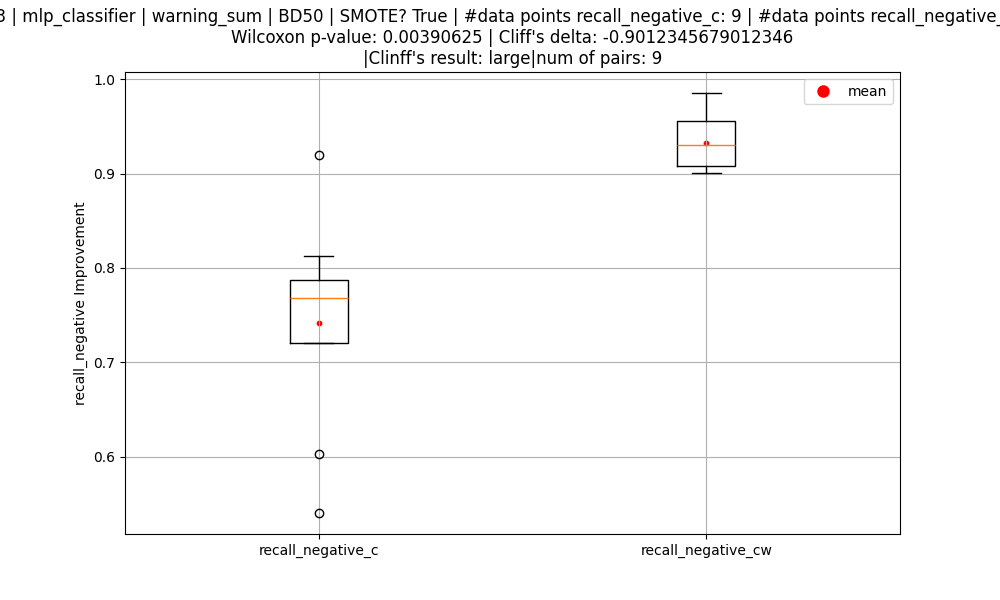 3 | mlp_classifier | warning_sum | BD50 | SMOTE? True | #data points recall_negative_c: 9 | #data points recall_negative_
Wilcoxon p-value: 0.00390625 | Cliff's delta: -0.9012345679012346
|Clinff's result: large|num of pairs: 9
mean
1.0
0.9
0.8
0.7
0.6
recall_negative Improvement
recall_negative_c
recall_negative_cw